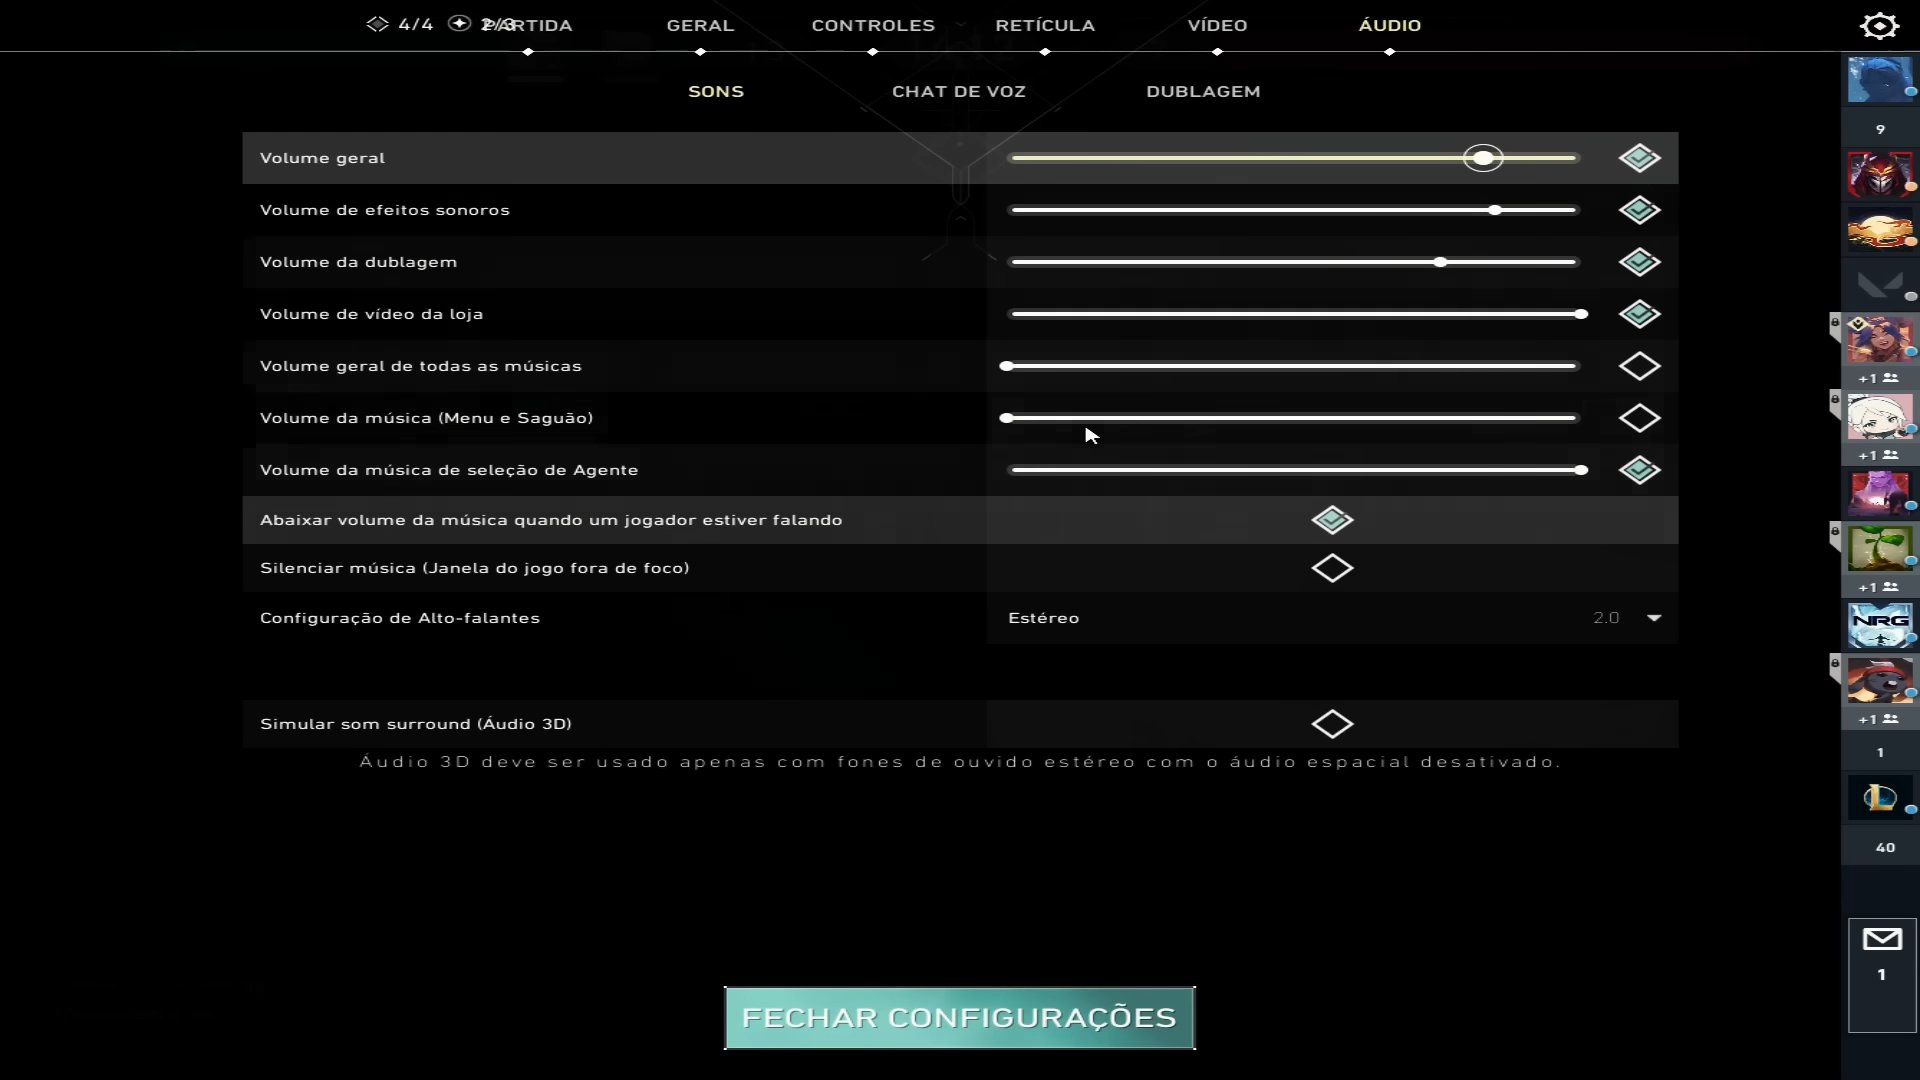 4/4 2/3 PARTIDA GERAL CONTROLES RETÍCULA VÍDEO ÁUDIO
SONS CHAT DE VOZ DUBLAGEM
Volume geral
Volume de efeitos sonoros
Volume da dublagem
Volume de vídeo da loja
Volume geral de todas as músicas
Volume da música (Menu e Saguão)
Volume da música de seleção de Agente
Abaixar volume da música quando um jogador estiver falando
Silenciar música (Janela do jogo fora de foco)
Configuração de Alto-falantes Estéreo 2.0
Simular som surround (Áudio 3D)
Áudio 3D deve ser usado apenas com fones de ouvido estéreo com o áudio espacial desativado.
FECHAR CONFIGURAÇÕES
9
+1
+1
+1
NRG
+1
1
L
40
1